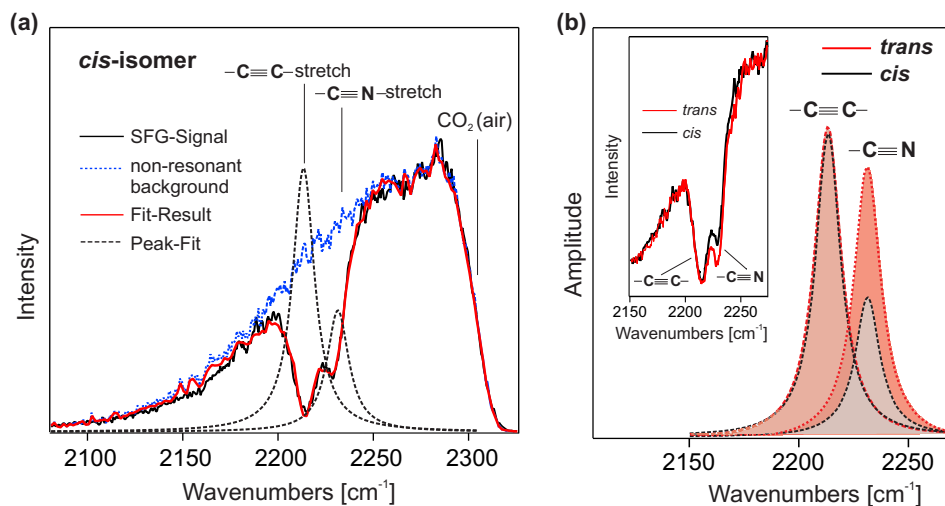 (a)
cis-isomer
–C≡C–stretch
–C≡N–stretch
CO₂(air)
SFG-Signal
non-resonant
background
Fit-Result
Peak-Fit
Intensity
2100 2150 2200 2250 2300
Wavenumbers [cm⁻¹]
(b)
trans
cis
–C≡C–
–C≡N
Amplitude
2150 2200 2250
Wavenumbers [cm⁻¹]
Intensity
trans
cis
–C≡C–
–C≡N
2150 2200 2250
Wavenumbers [cm⁻¹]